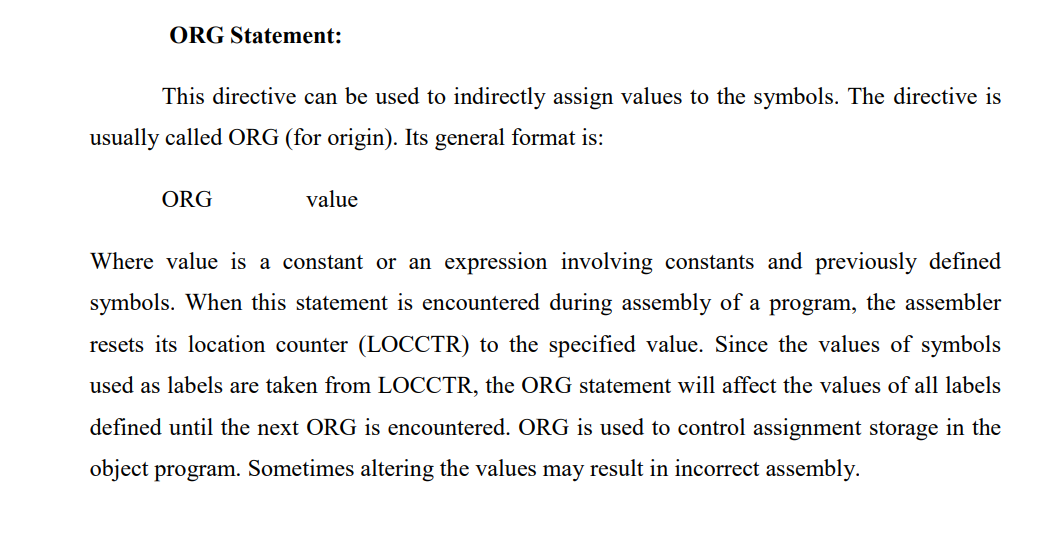 ORG Statement:
This directive can be used to indirectly assign values to the symbols. The directive is
usually called ORG (for origin). Its general format is:
ORG value
Where value is a constant or an expression involving constants and previously defined
symbols. When this statement is encountered during assembly of a program, the assembler
resets its location counter (LOCCTR) to the specified value. Since the values of symbols
used as labels are taken from LOCCTR, the ORG statement will affect the values of all labels
defined until the next ORG is encountered. ORG is used to control assignment storage in the
object program. Sometimes altering the values may result in incorrect assembly.